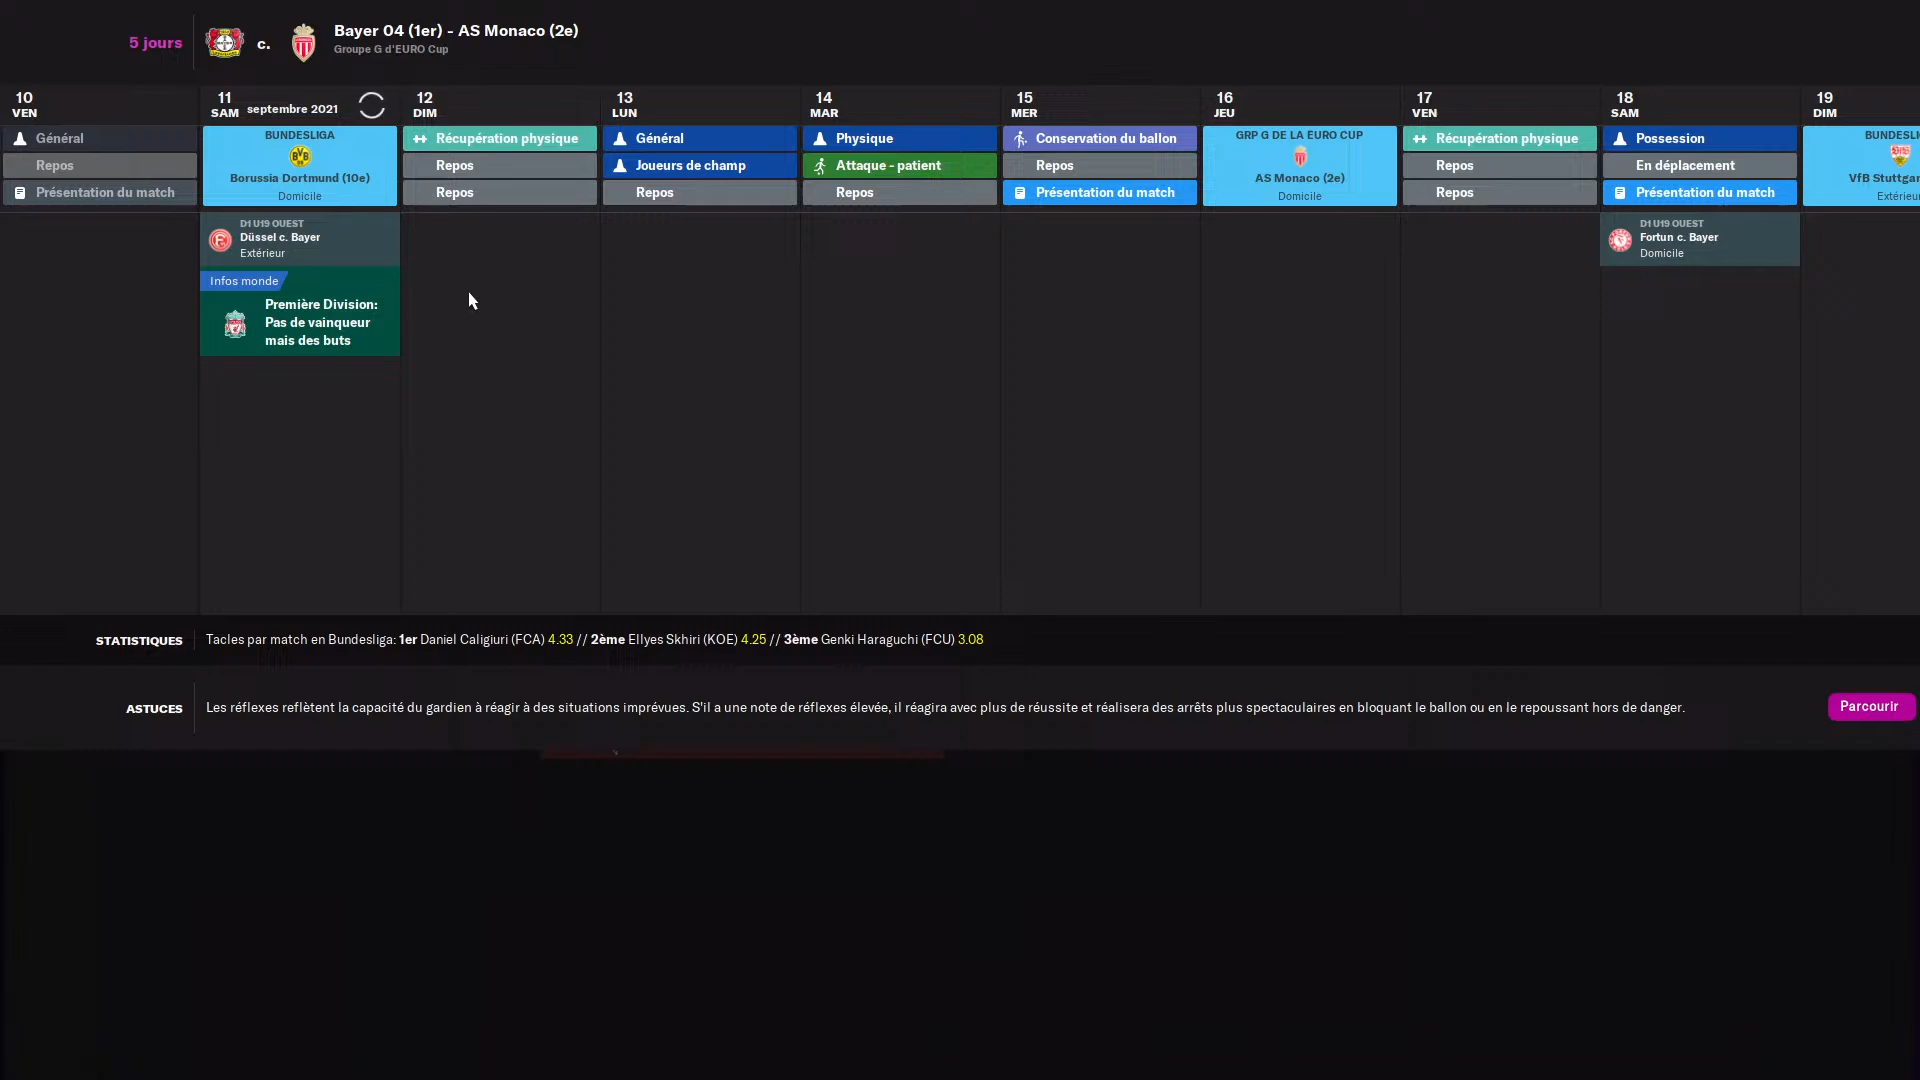 5 jours
c.
Bayer 04 (1er) - AS Monaco (2e)
Groupe G d'EURO Cup
10
VEN
11
SAM septembre 2021
12
DIM
13
LUN
14
MAR
15
MER
16
JEU
17
VEN
18
SAM
19
DIM
Général
Repos
Présentation du match
BUNDESLIGA
Borussia Dortmund (10e)
Domicile
Récupération physique
Repos
Repos
Général
Joueurs de champ
Repos
Physique
Attaque - patient
Repos
Conservation du ballon
Repos
Présentation du match
GRP G DE LA EURO CUP
AS Monaco (2e)
Domicile
Récupération physique
Repos
Repos
Possession
En déplacement
Présentation du match
BUNDESLI
VfB Stuttgar
Extérieur
D1 U19 OUEST
Düssel c. Bayer
Extérieur
Infos monde
Première Division:
Pas de vainqueur
mais des buts
D1 U19 OUEST
Fortun c. Bayer
Domicile
STATISTIQUES
Tacles par match en Bundesliga: 1er Daniel Caligiuri (FCA) 4.33 // 2ème Ellyes Skhiri (KOE) 4.25 // 3ème Genki Haraguchi (FCU) 3.08
ASTUCES
Les réflexes reflètent la capacité du gardien à réagir à des situations imprévues. S'il a une note de réflexes élevée, il réagira avec plus de réussite et réalisera des arrêts plus spectaculaires en bloquant le ballon ou en le repoussant hors de danger.
Parcourir